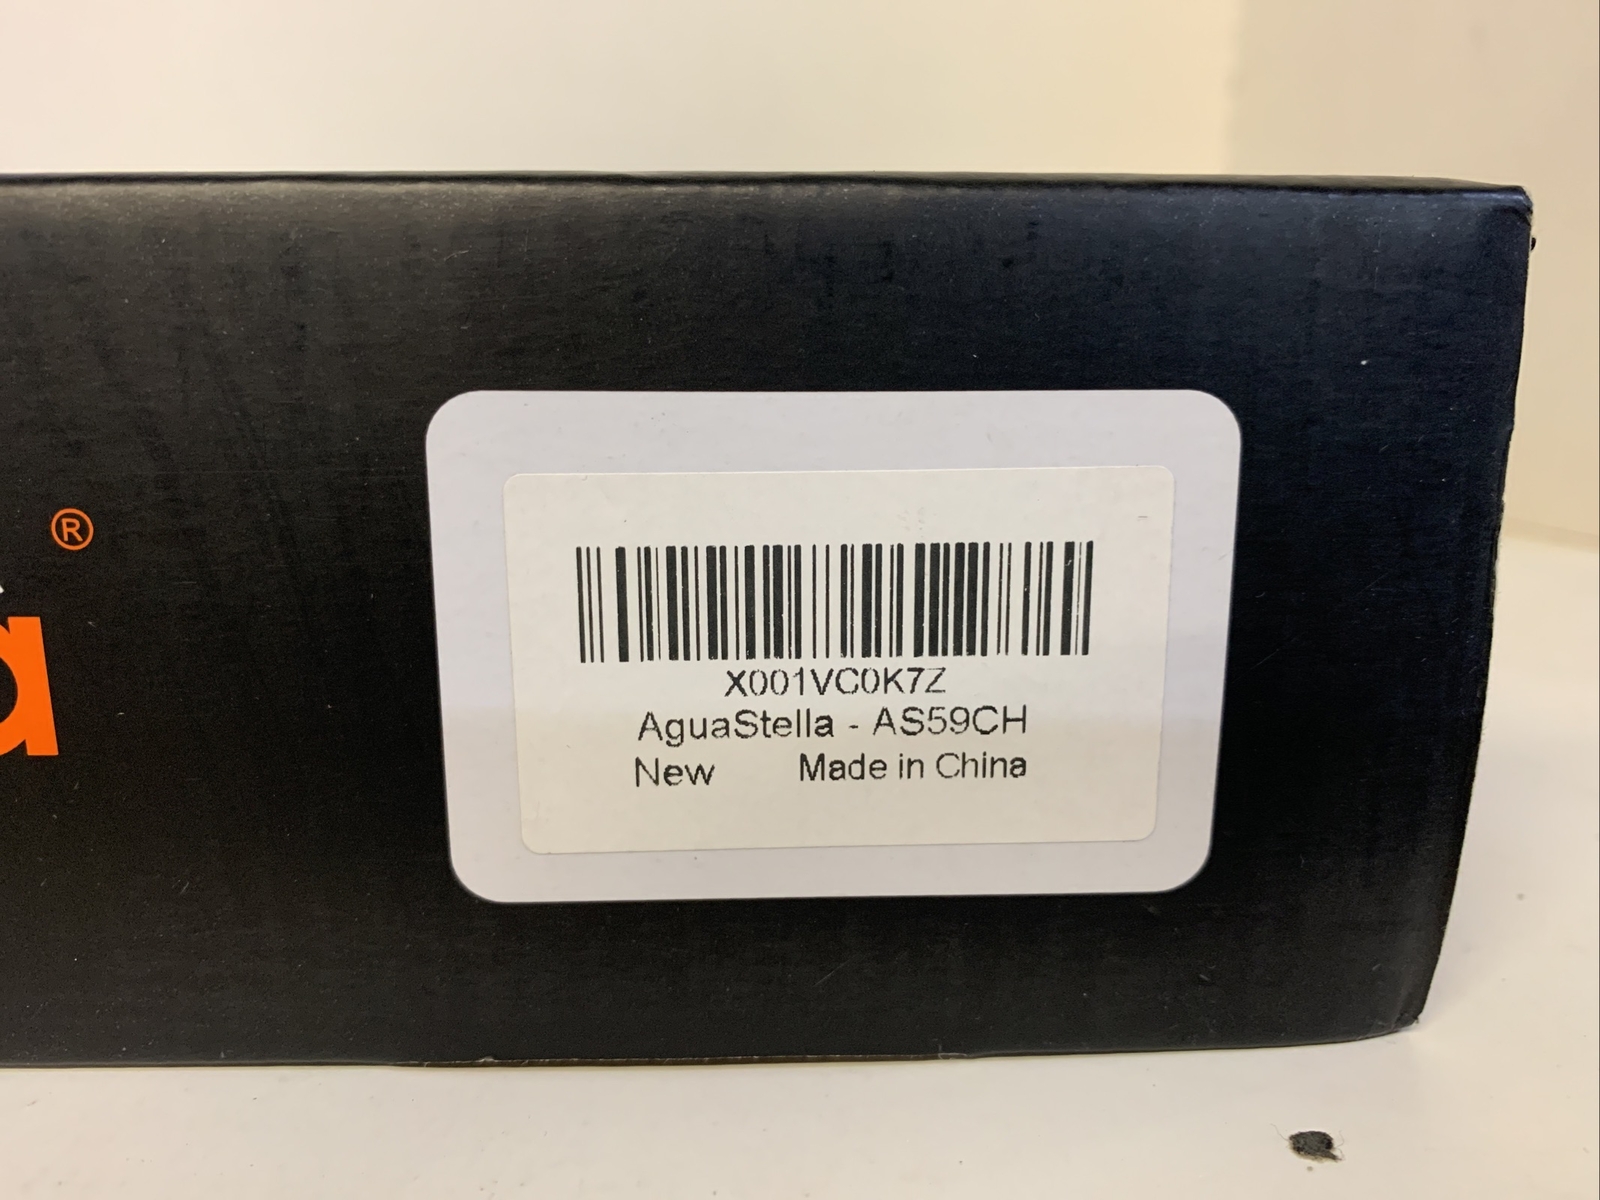 ®
a
X001VC0K7Z
AguaStella - AS59CH
New Made in China